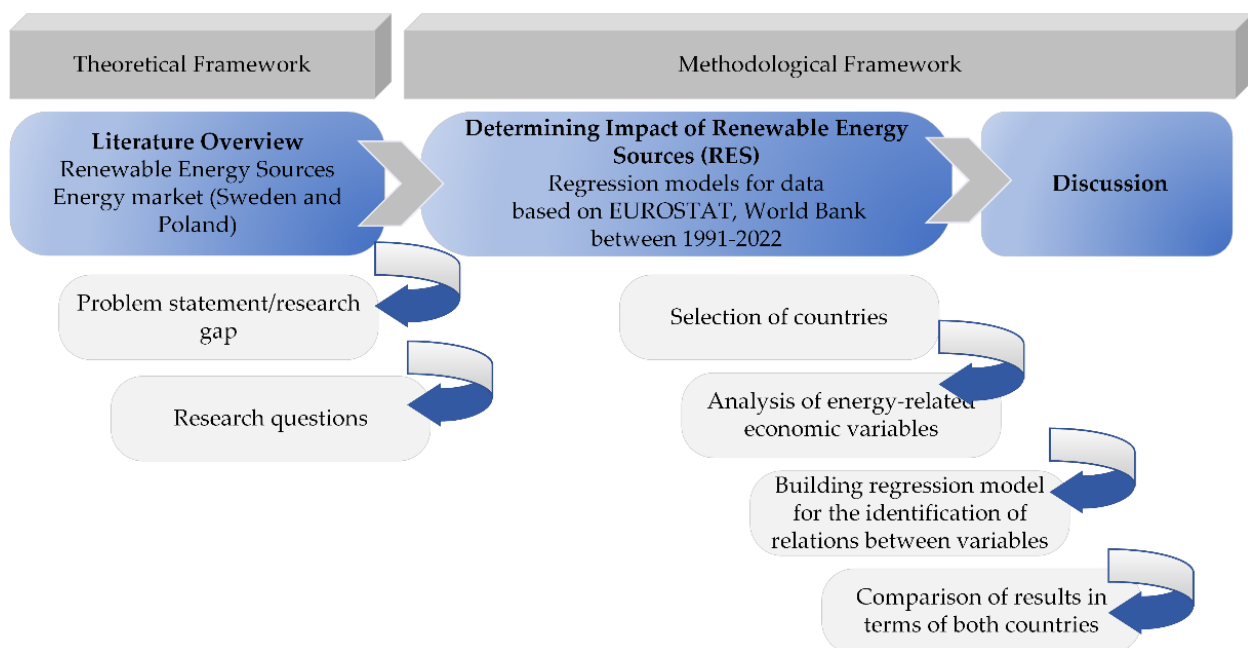 Theoretical Framework
Methodological Framework
Literature Overview
Renewable Energy Sources
Energy market (Sweden and
Poland)
Determining Impact of Renewable Energy
Sources (RES)
Regression models for data
based on EUROSTAT, World Bank
between 1991-2022
Discussion
Problem statement/research
gap
Research questions
Selection of countries
Analysis of energy-related
economic variables
Building regression model
for the identification of
relations between variables
Comparison of results in
terms of both countries